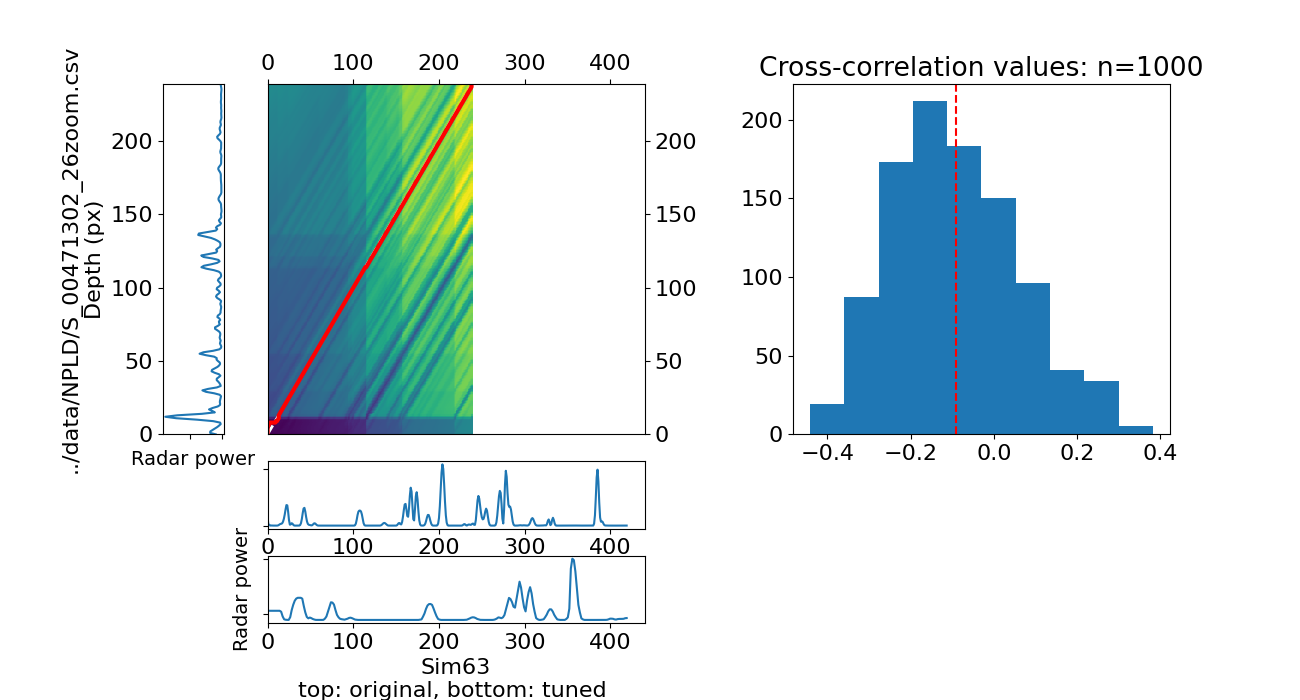 ../data/NPLD/S_00471302_26zoom.csv
Depth (px)
0 100 200 300 400
200
150
100
50
0
200
150
100
50
0
Radar power
0 100 200 300 400
Radar power
0 100 200 300 400
Sim63
top: original, bottom: tuned
Cross-correlation values: n=1000
200
150
100
50
0
−0.4 −0.2 0.0 0.2 0.4